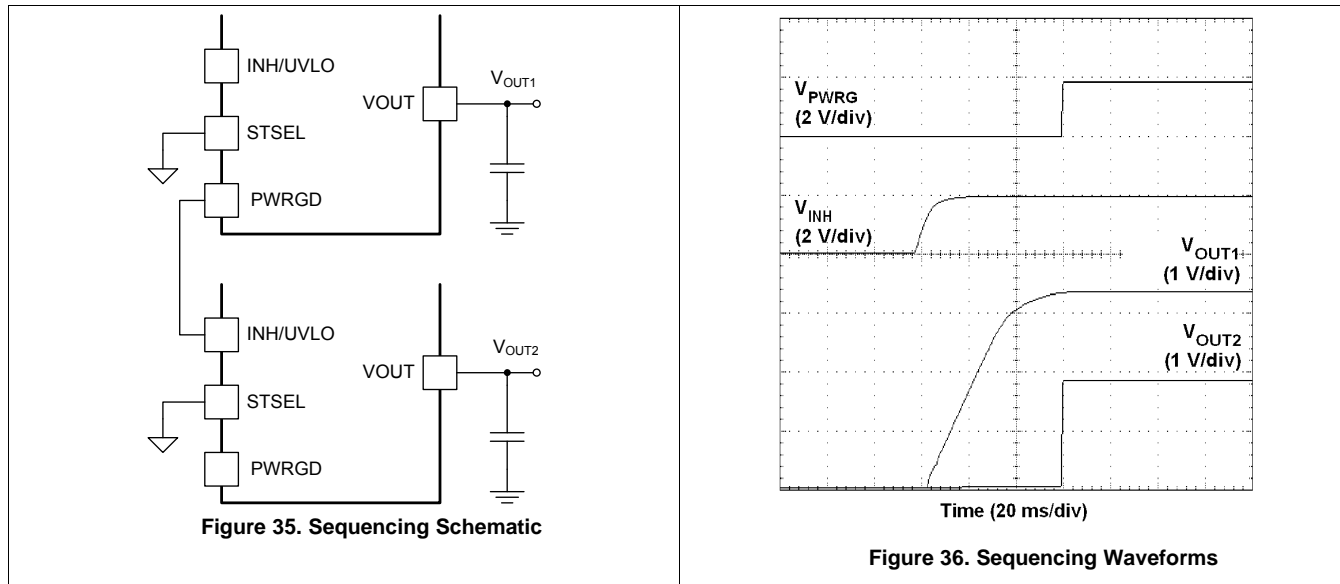 INH/UVLO
VOUT
VOUT1
STSEL
PWRGD
INH/UVLO
VOUT
VOUT2
STSEL
PWRGD
Figure 35. Sequencing Schematic
VPWRG
(2 V/div)
VINH
(2 V/div)
VOUT1
(1 V/div)
VOUT2
(1 V/div)
Time (20 ms/div)
Figure 36. Sequencing Waveforms